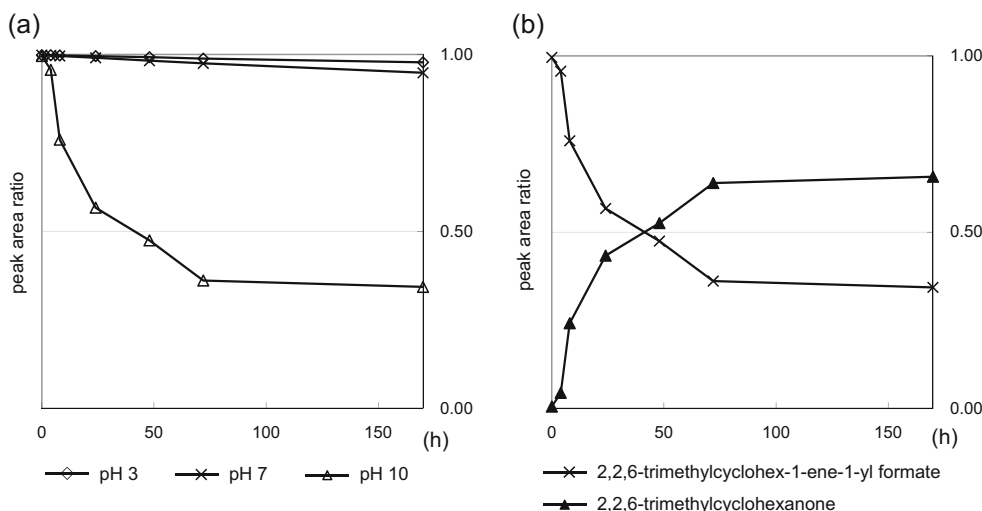 (a)
1.00
0.50
0.00
peak area ratio
0 50 100 150 (h)
pH 3 pH 7 pH 10
(b)
1.00
0.50
0.00
peak area ratio
0 50 100 150 (h)
2,2,6-trimethylcyclohex-1-ene-1-yl formate
2,2,6-trimethylcyclohexanone